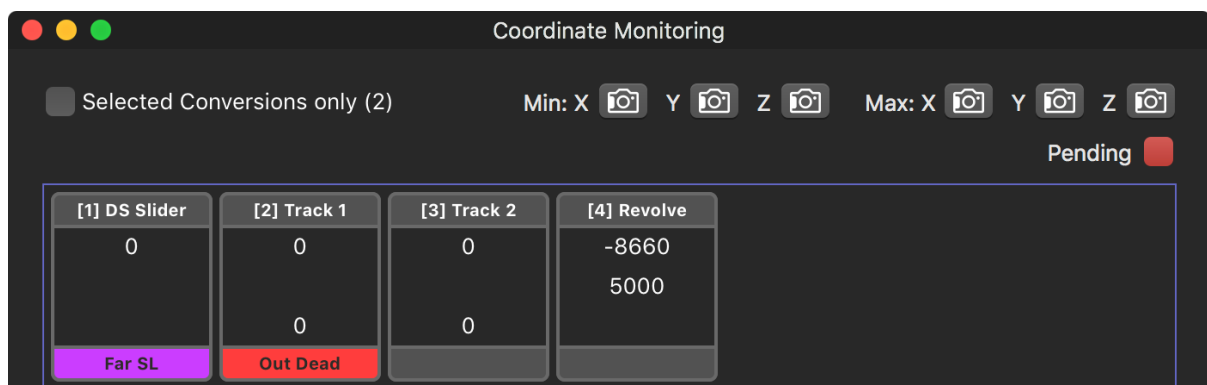 Coordinate Monitoring
Selected Conversions only (2) Min: X Y Z Max: X Y Z
Pending
[1] DS Slider [2] Track 1 [3] Track 2 [4] Revolve
0 0 0 -8660
5000
0 0
Far SL Out Dead